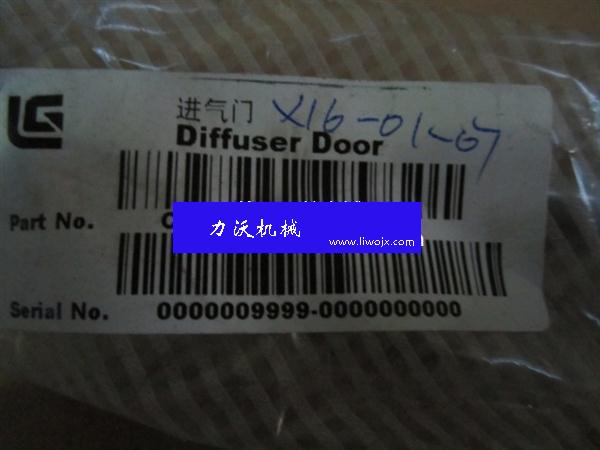 LG
进气门 X16-01-07
Diffuser Door
Part No.
力沃机械
www.liwojx.com
Serial No. 0000009999-0000000000